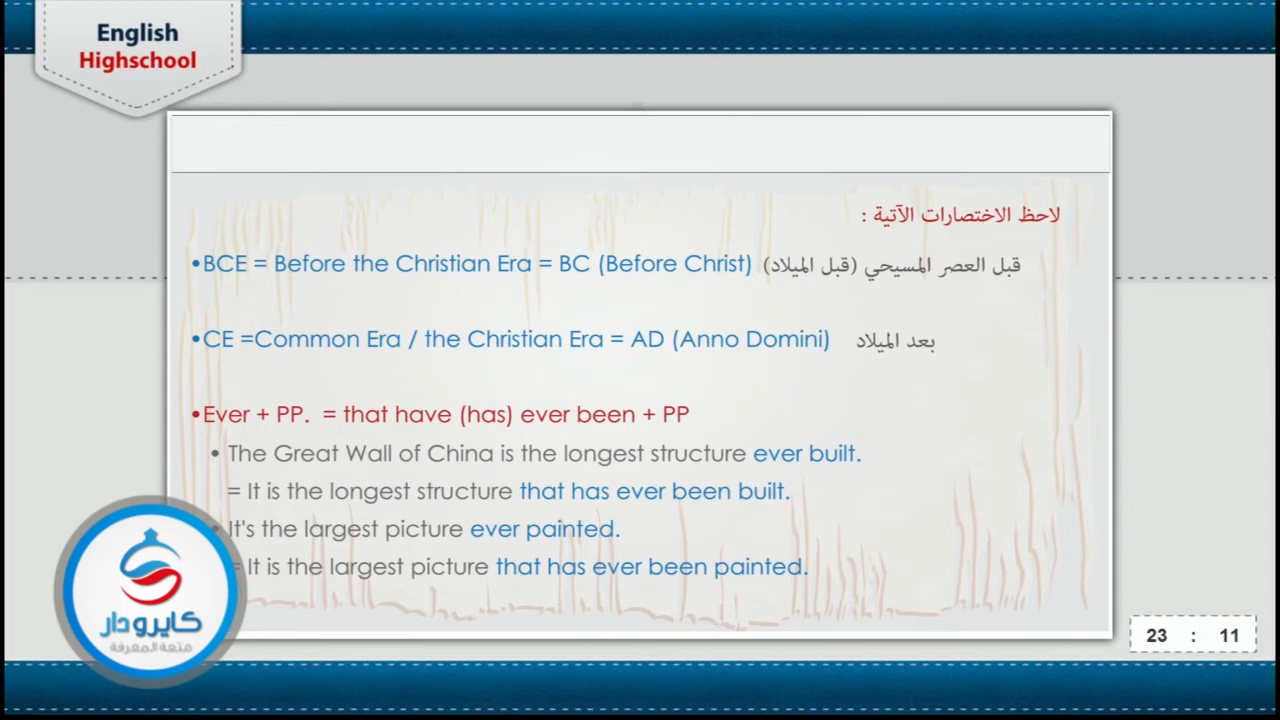 English
Highschool
لاحظ الاختصارات الآتية :
•BCE = Before the Christian Era = BC (Before Christ) قبل العصر المسيحي (قبل الميلاد)
•CE =Common Era / the Christian Era = AD (Anno Domini) بعد الميلاد
•Ever + PP. = that have (has) ever been + PP
• The Great Wall of China is the longest structure ever built.
= It is the longest structure that has ever been built.
• It's the largest picture ever painted.
= It is the largest picture that has ever been painted.
كايرودار
متعة المعرفة
23 : 11